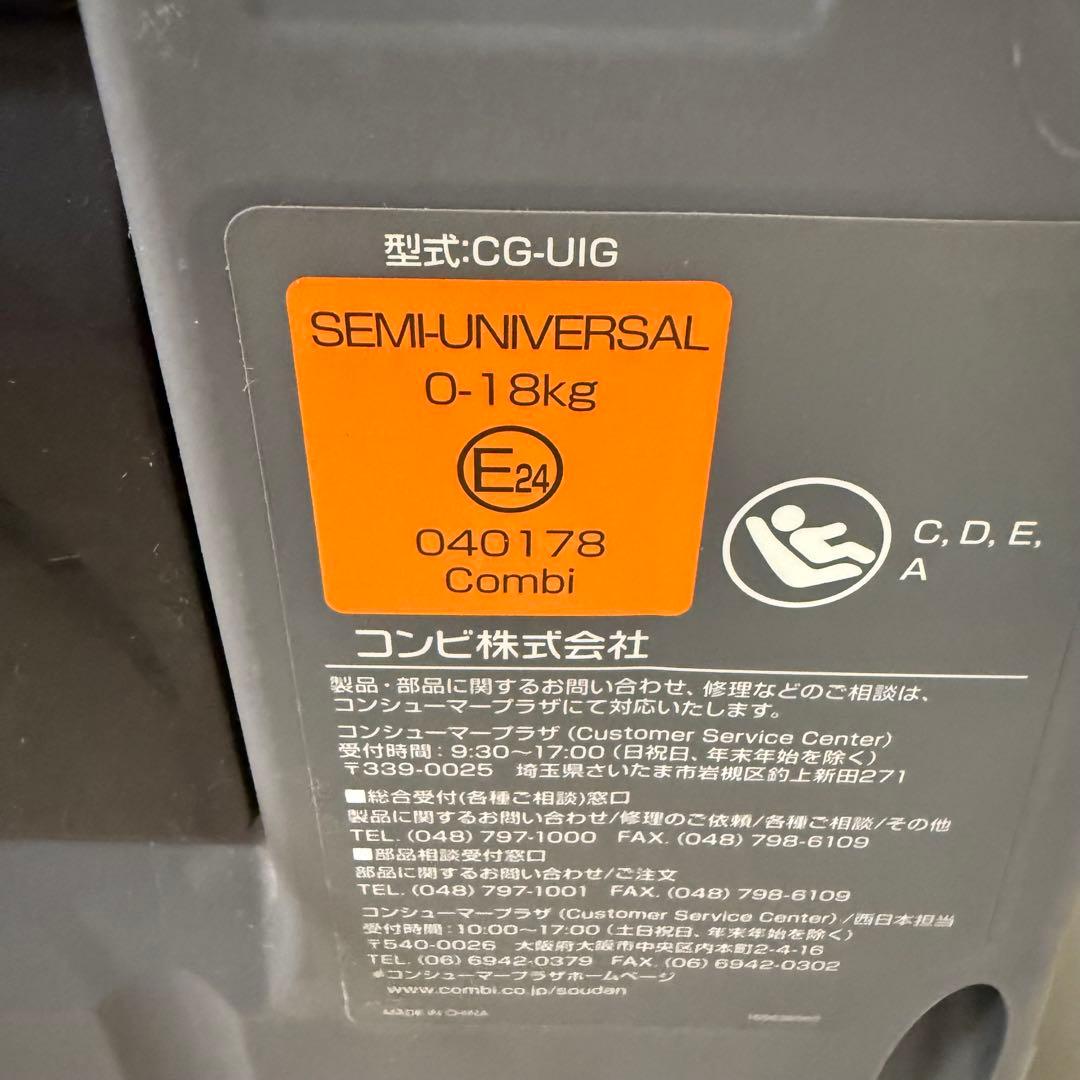 型式:CG-UIG
SEMI-UNIVERSAL
0-18kg
E24
040178
Combi
C, D, E,
A
コンビ株式会社
製品・部品に関するお問い合わせ、修理などのご相談は、
コンシューマープラザにて対応いたします。
コンシューマープラザ (Customer Service Center)
受付時間：9:30～17:00 (日祝日、年末年始を除く)
〒339-0025 埼玉県さいたま市岩槻区釣上新田271
■総合受付(各種ご相談)窓口
製品に関するお問い合わせ/修理のご依頼/各種ご相談/その他
TEL. (048) 797-1000 FAX. (048) 798-6109
■部品相談受付窓口
部品に関するお問い合わせ/ご注文
TEL. (048) 797-1001 FAX. (048) 798-6109
コンシューマープラザ (Customer Service Center) /西日本担当
受付時間：10:00～17:00 (土日祝日、年末年始を除く)
〒540-0026 大阪府大阪市中央区内本町2-4-16
TEL. (06) 6942-0379 FAX. (06) 6942-0302
コンシューマープラザホームページ
www.combi.co.jp/soudan
MADE IN CHINA